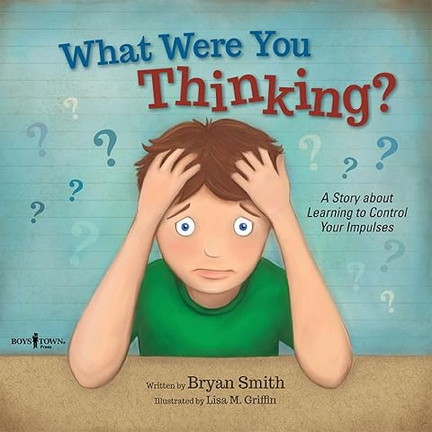 What Were You
Thinking?
? ? ? ? ? ? ? ? ? ? ?
A Story about
Learning to Control
Your Impulses
BOYS TOWN®
Press
Written by Bryan Smith
Illustrated by Lisa M. Griffin